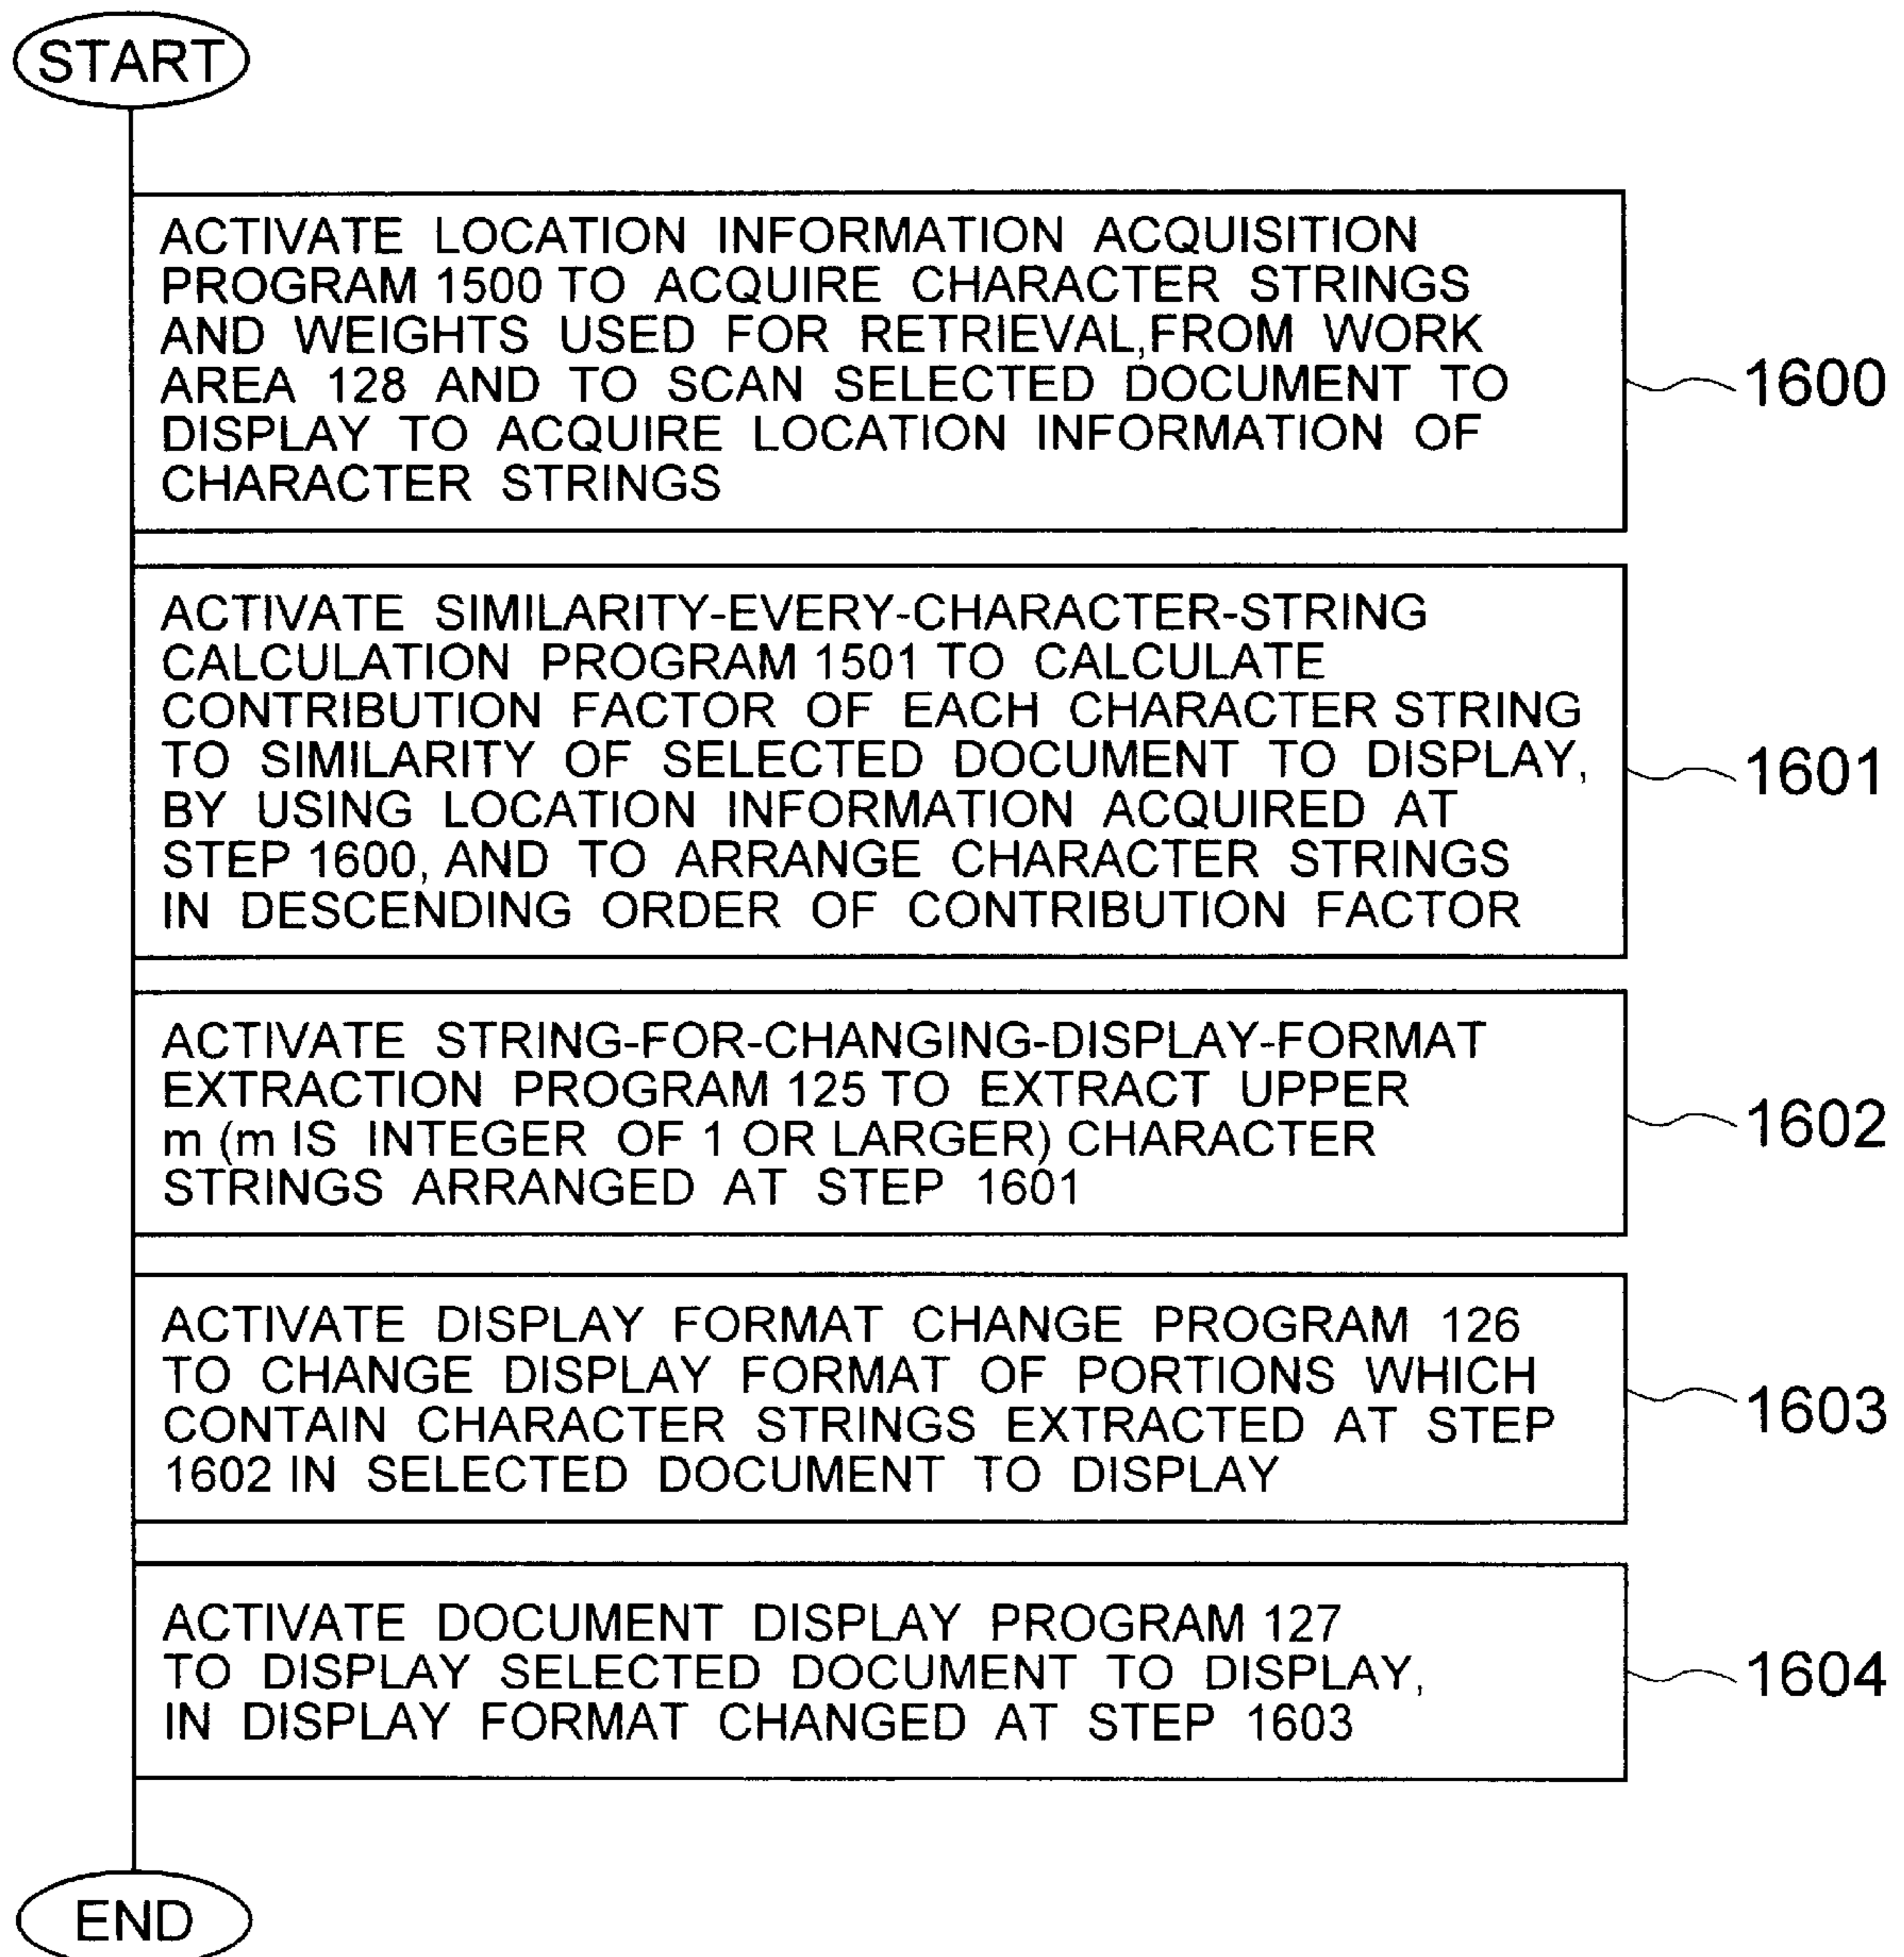 START
ACTIVATE LOCATION INFORMATION ACQUISITION
PROGRAM 1500 TO ACQUIRE CHARACTER STRINGS
AND WEIGHTS USED FOR RETRIEVAL,FROM WORK
AREA 128 AND TO SCAN SELECTED DOCUMENT TO
DISPLAY TO ACQUIRE LOCATION INFORMATION OF
CHARACTER STRINGS
1600
ACTIVATE SIMILARITY-EVERY-CHARACTER-STRING
CALCULATION PROGRAM 1501 TO CALCULATE
CONTRIBUTION FACTOR OF EACH CHARACTER STRING
TO SIMILARITY OF SELECTED DOCUMENT TO DISPLAY,
BY USING LOCATION INFORMATION ACQUIRED AT
STEP 1600, AND TO ARRANGE CHARACTER STRINGS
IN DESCENDING ORDER OF CONTRIBUTION FACTOR
1601
ACTIVATE STRING-FOR-CHANGING-DISPLAY-FORMAT
EXTRACTION PROGRAM 125 TO EXTRACT UPPER
m (m IS INTEGER OF 1 OR LARGER) CHARACTER
STRINGS ARRANGED AT STEP 1601
1602
ACTIVATE DISPLAY FORMAT CHANGE PROGRAM 126
TO CHANGE DISPLAY FORMAT OF PORTIONS WHICH
CONTAIN CHARACTER STRINGS EXTRACTED AT STEP
1602 IN SELECTED DOCUMENT TO DISPLAY
1603
ACTIVATE DOCUMENT DISPLAY PROGRAM 127
TO DISPLAY SELECTED DOCUMENT TO DISPLAY,
IN DISPLAY FORMAT CHANGED AT STEP 1603
1604
END